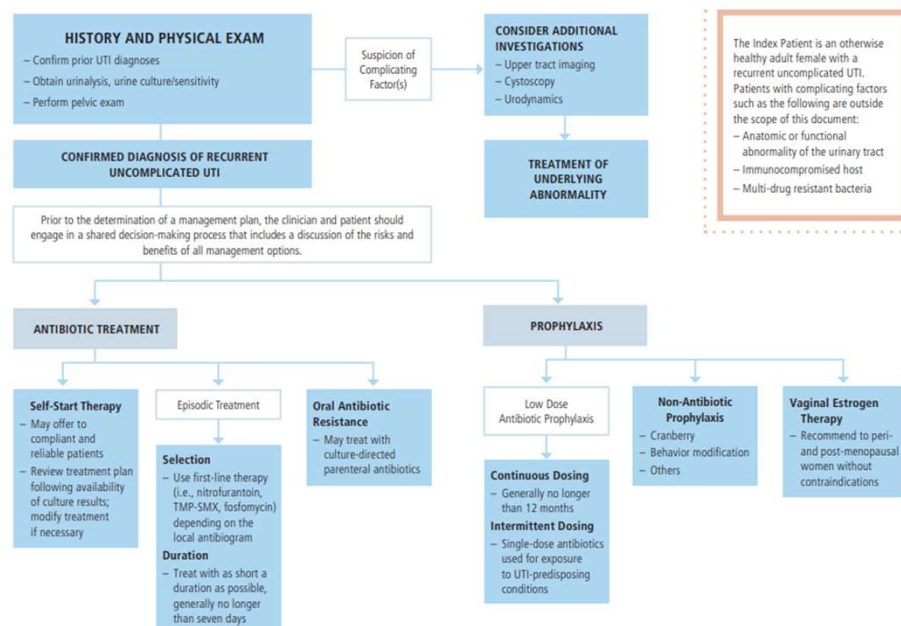 HISTORY AND PHYSICAL EXAM
– Confirm prior UTI diagnoses
– Obtain urinalysis, urine culture/sensitivity
– Perform pelvic exam
Suspicion of
Complicating
Factor(s)
CONSIDER ADDITIONAL
INVESTIGATIONS
– Upper tract imaging
– Cystoscopy
– Urodynamics
The Index Patient is an otherwise
healthy adult female with a
recurrent uncomplicated UTI.
Patients with complicating factors
such as the following are outside
the scope of this document:
– Anatomic or functional
abnormality of the urinary tract
– Immunocompromised host
– Multi-drug resistant bacteria
CONFIRMED DIAGNOSIS OF RECURRENT
UNCOMPLICATED UTI
TREATMENT OF
UNDERLYING
ABNORMALITY
Prior to the determination of a management plan, the clinician and patient should
engage in a shared decision-making process that includes a discussion of the risks and
benefits of all management options.
ANTIBIOTIC TREATMENT
Self-Start Therapy
– May offer to
compliant and
reliable patients
– Review treatment plan
following availability
of culture results;
modify treatment
if necessary
Episodic Treatment
Selection
– Use first-line therapy
(i.e., nitrofurantoin,
TMP-SMX, fosfomycin)
depending on the
local antibiogram
Duration
– Treat with as short a
duration as possible,
generally no longer
than seven days
Oral Antibiotic
Resistance
– May treat with
culture-directed
parenteral antibiotics
PROPHYLAXIS
Low Dose
Antibiotic Prophylaxis
Continuous Dosing
– Generally no longer
than 12 months
Intermittent Dosing
– Single-dose antibiotics
used for exposure
to UTI-predisposing
conditions
Non-Antibiotic
Prophylaxis
– Cranberry
– Behavior modification
– Others
Vaginal Estrogen
Therapy
– Recommend to peri-
and post-menopausal
women without
contraindications